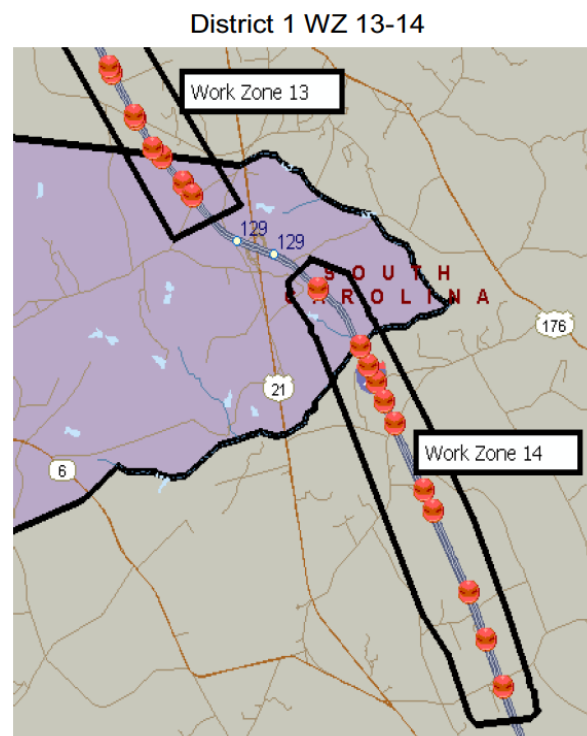 District 1 WZ 13-14
Work Zone 13
129
129
SOUTH
CAROLINA
176
21
Work Zone 14
6